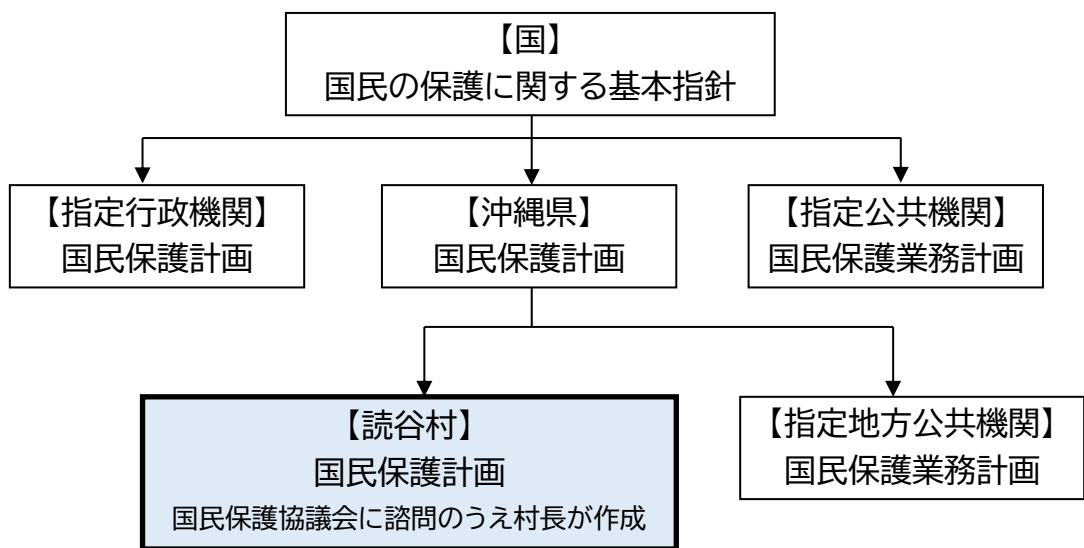 【国】
国民の保護に関する基本指針
【指定行政機関】
国民保護計画
【沖縄県】
国民保護計画
【指定公共機関】
国民保護業務計画
【読谷村】
国民保護計画
国民保護協議会に諮問のうえ村長が作成
【指定地方公共機関】
国民保護業務計画